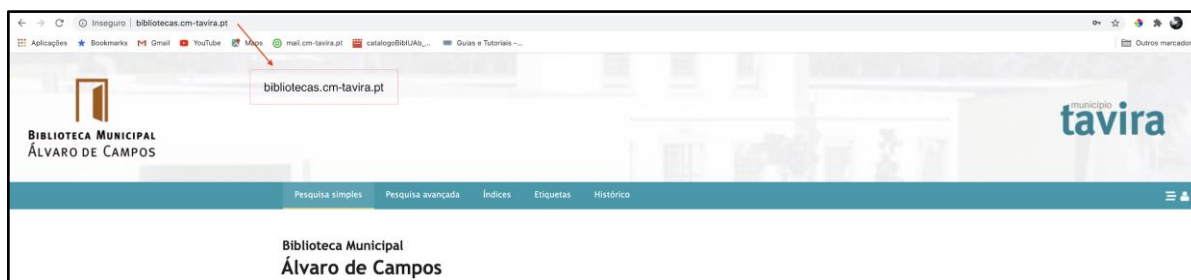 Inseguro | bibliotecas.cm-tavira.pt
Aplicações Bookmarks Gmail YouTube Maps mail.cm-tavira.pt catalogoBiblUAb_... Guias e Tutoriais –... Outros marcador
bibliotecas.cm-tavira.pt
BIBLIOTECA MUNICIPAL
ÁLVARO DE CAMPOS
município
tavira
Pesquisa simples Pesquisa avançada Índices Etiquetas Histórico
Biblioteca Municipal
Álvaro de Campos